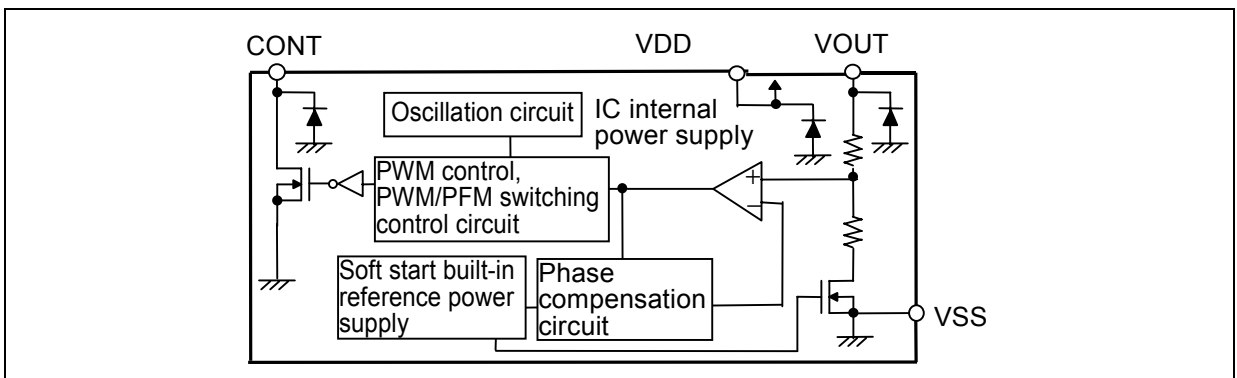 CONT
VDD
VOUT
Oscillation circuit
IC internal
power supply
PWM control,
PWM/PFM switching
control circuit
+
−
Soft start built-in
reference power
supply
Phase
compensation
circuit
VSS